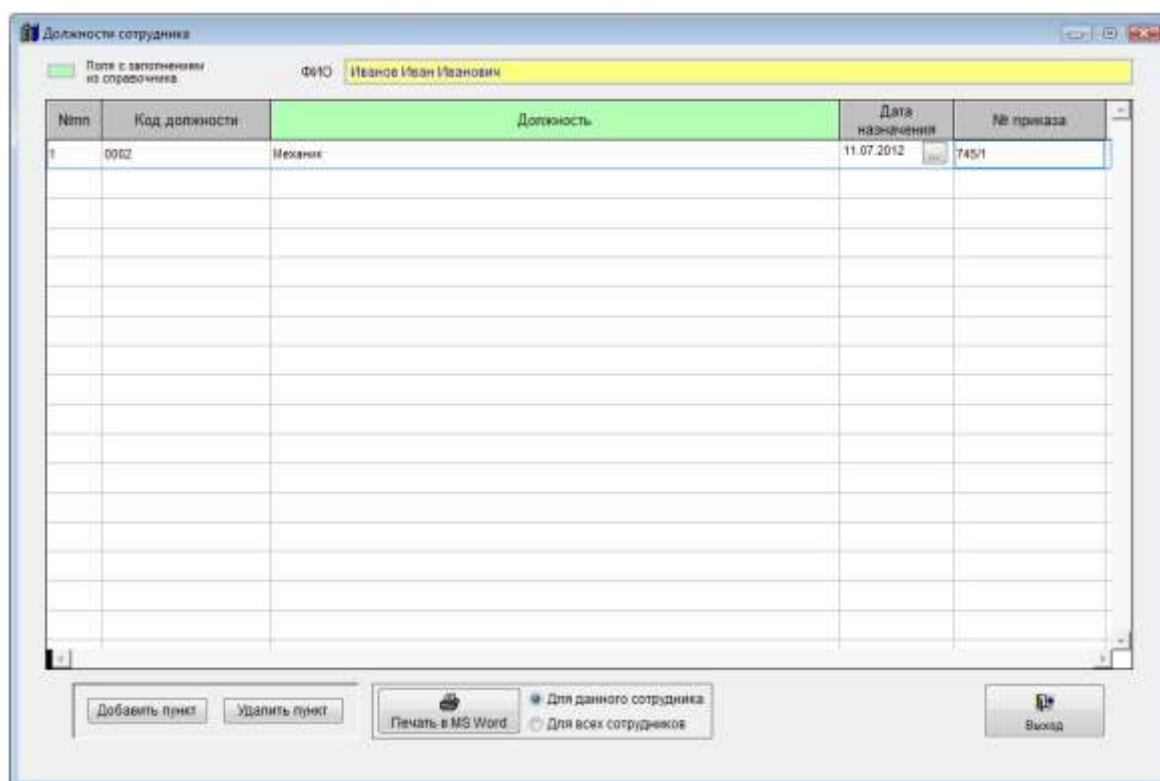 Должности сотрудника
Поля с заполнением
из справочника
ФИО
Иванов Иван Иванович
№пп
Код должности
Должность
Дата
назначения
№ приказа
1
0002
Механик
11.07.2012
...
745/1
Добавить пункт
Удалить пункт
Печать в MS Word
Для данного сотрудника
Для всех сотрудников
Выход